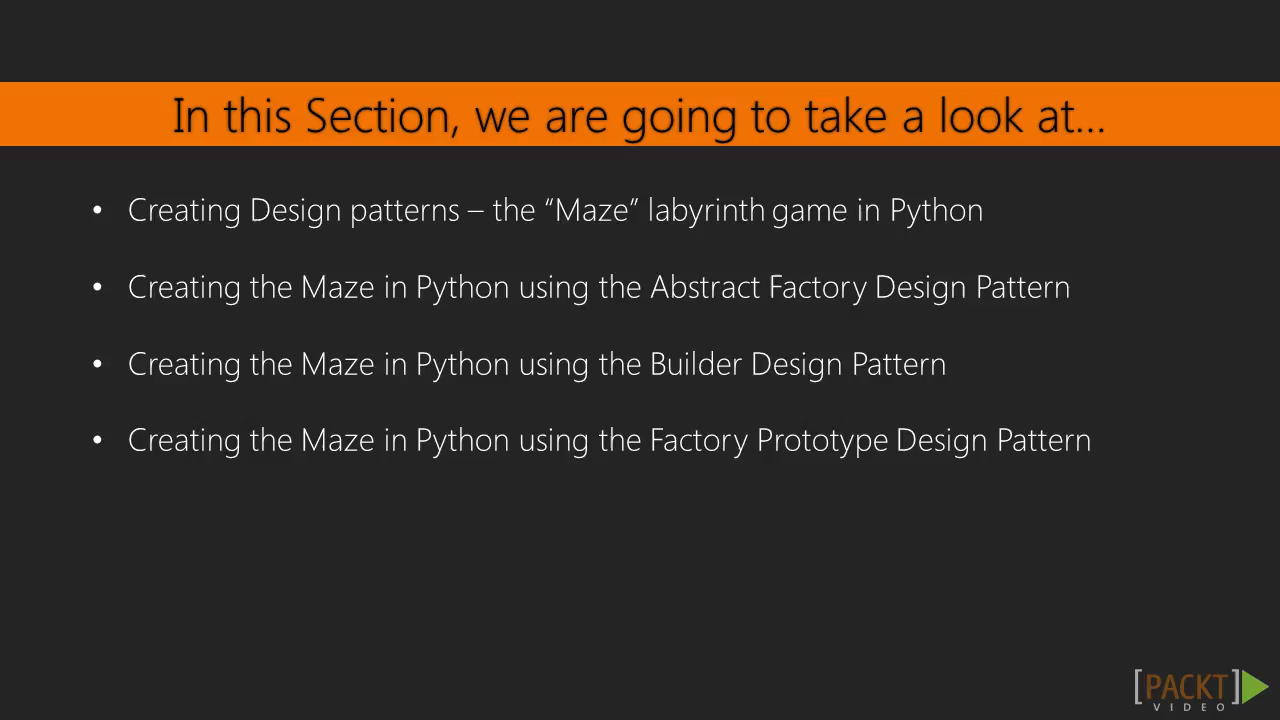 In this Section, we are going to take a look at...
• Creating Design patterns – the “Maze” labyrinth game in Python
• Creating the Maze in Python using the Abstract Factory Design Pattern
• Creating the Maze in Python using the Builder Design Pattern
• Creating the Maze in Python using the Factory Prototype Design Pattern
[PACKT]
VIDEO